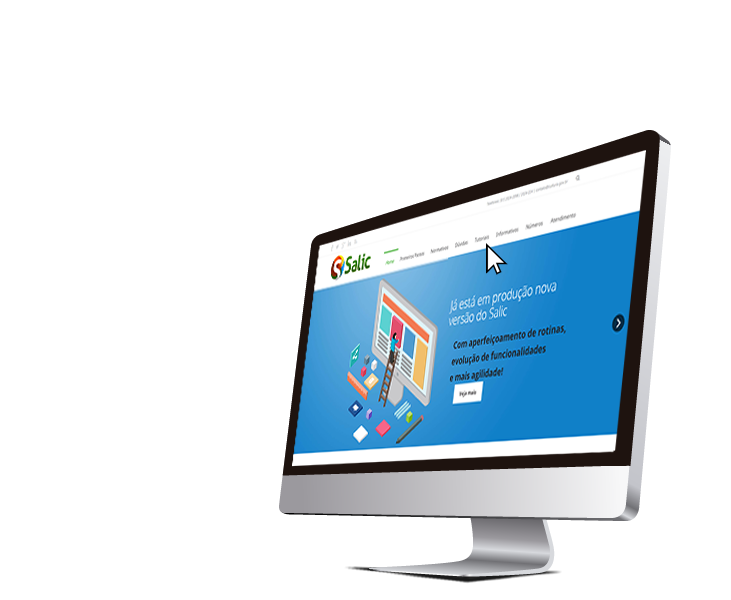 Salic
Home Primeiros Passos Normativos Dúvidas Tutoriais Informativos Números Atendimento
Já está em produção nova
versão do Salic
Com aperfeiçoamento de rotinas,
evolução de funcionalidades
e mais agilidade!
Veja mais